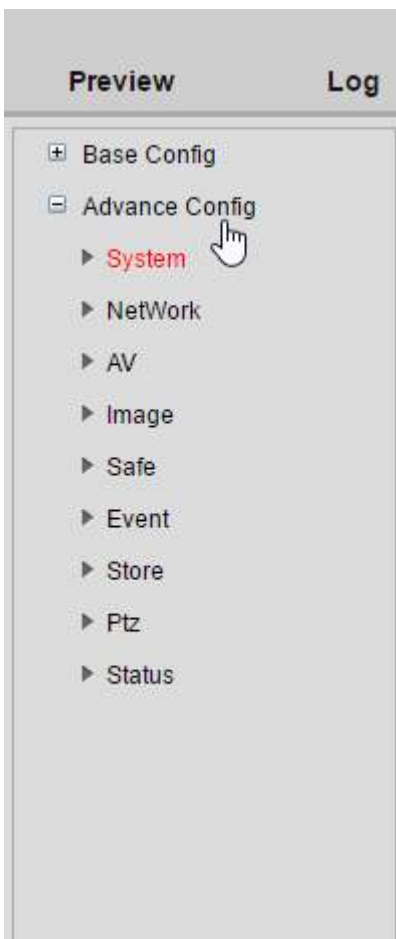 Preview Log
Base Config
Advance Config
System
NetWork
AV
Image
Safe
Event
Store
Ptz
Status